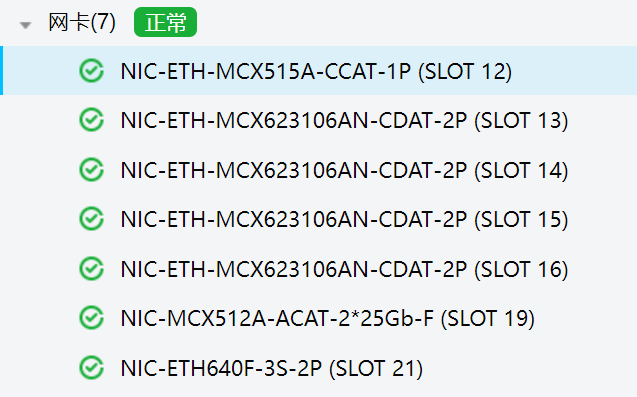 网卡(7) 正常
NIC-ETH-MCX515A-CCAT-1P (SLOT 12)
NIC-ETH-MCX623106AN-CDAT-2P (SLOT 13)
NIC-ETH-MCX623106AN-CDAT-2P (SLOT 14)
NIC-ETH-MCX623106AN-CDAT-2P (SLOT 15)
NIC-ETH-MCX623106AN-CDAT-2P (SLOT 16)
NIC-MCX512A-ACAT-2*25Gb-F (SLOT 19)
NIC-ETH640F-3S-2P (SLOT 21)